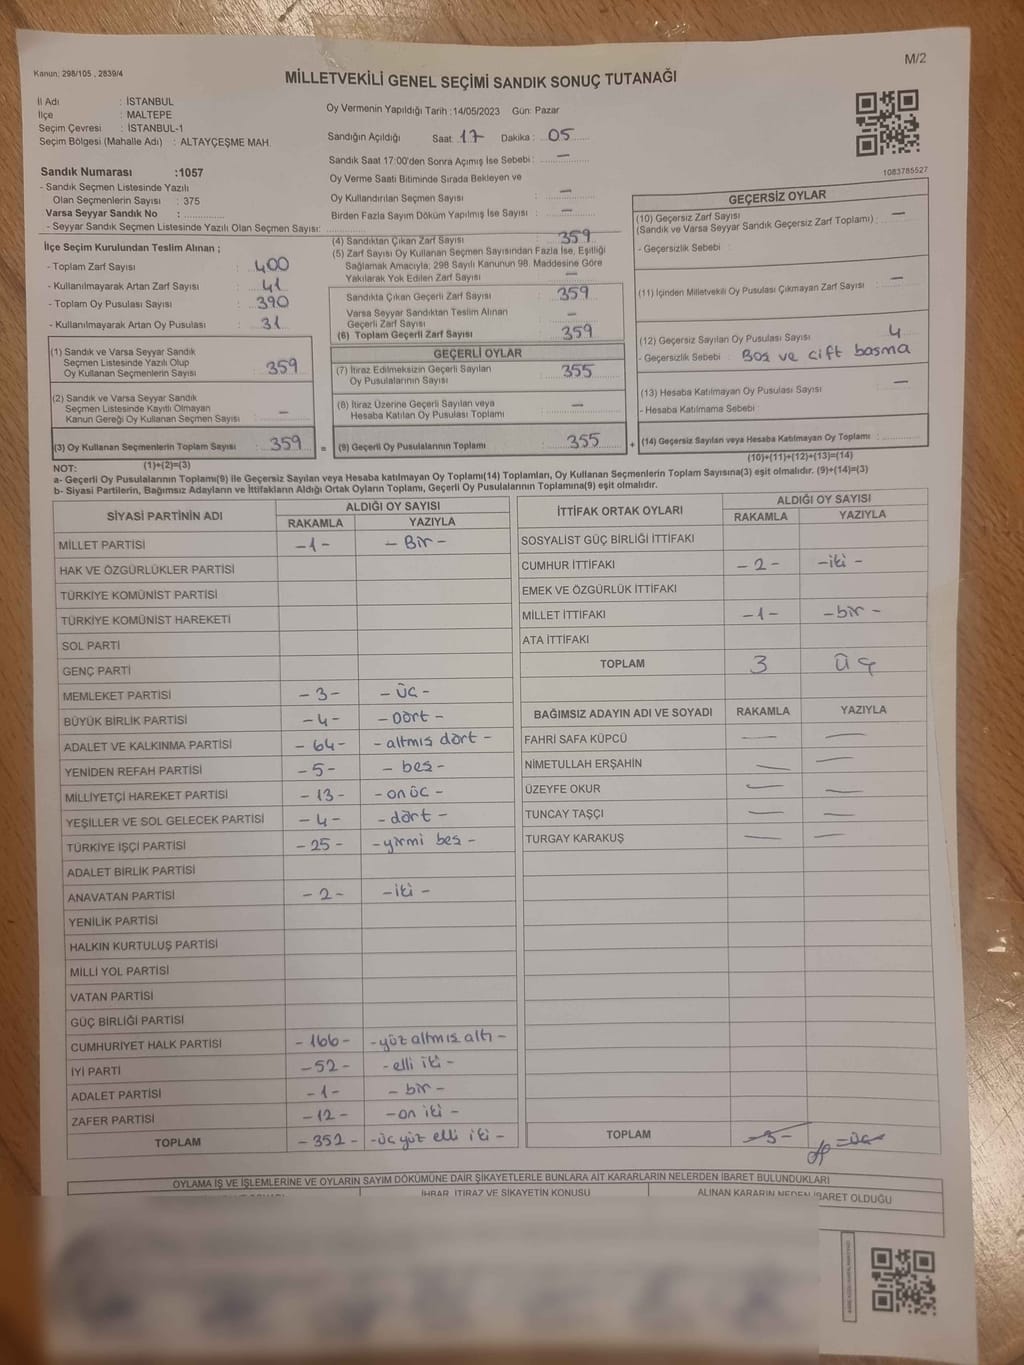 M/2
Kanun: 298/105 , 2839/4
MİLLETVEKİLİ GENEL SEÇİMİ SANDIK SONUÇ TUTANAĞI
İl Adı : İSTANBUL
İlçe : MALTEPE
Seçim Çevresi : İSTANBUL-1
Seçim Bölgesi (Mahalle Adı) : ALTAYÇEŞME MAH.
Sandık Numarası :1057
- Sandık Seçmen Listesinde Yazılı
Olan Seçmenlerin Sayısı : 375
Varsa Seyyar Sandık No :
- Seyyar Sandık Seçmen Listesinde Yazılı Olan Seçmen Sayısı:
İlçe Seçim Kurulundan Teslim Alınan ;
- Toplam Zarf Sayısı : 400
- Kullanılmayarak Artan Zarf Sayısı : 41
- Toplam Oy Pusulası Sayısı : 390
- Kullanılmayarak Artan Oy Pusulası : 31
(1) Sandık ve Varsa Seyyar Sandık
Seçmen Listesinde Yazılı Olup
Oy Kullanan Seçmenlerin Sayısı : 359
(2) Sandık ve Varsa Seyyar Sandık
Seçmen Listesinde Kayıtlı Olmayan
Kanun Gereği Oy Kullanan Seçmen Sayısı : —
(3) Oy Kullanan Seçmenlerin Toplam Sayısı : 359 =
(1)+(2)=(3)
Oy Vermenin Yapıldığı Tarih :14/05/2023 Gün: Pazar
Sandığın Açıldığı Saat: 17 Dakika : 05
Sandık Saat 17:00'den Sonra Açımış İse Sebebi : —
Oy Verme Saati Bitiminde Sırada Bekleyen ve
Oy Kullandırılan Seçmen Sayısı : —
Birden Fazla Sayım Döküm Yapılmış İse Sayısı : —
(4) Sandıktan Çıkan Zarf Sayısı : 359
(5) Zarf Sayısı Oy Kullanan Seçmen Sayısından Fazla İse, Eşitliği
Sağlamak Amacıyla; 298 Sayılı Kanunun 98. Maddesine Göre
Yakılarak Yok Edilen Zarf Sayısı : —
Sandıkta Çıkan Geçerli Zarf Sayısı : 359
Varsa Seyyar Sandıktan Teslim Alınan
Geçerli Zarf Sayısı : —
(6) Toplam Geçerli Zarf Sayısı : 359
GEÇERLİ OYLAR
(7) İtiraz Edilmeksizin Geçerli Sayılan
Oy Pusulalarının Sayısı : 355
(8) İtiraz Üzerine Geçerli Sayılan veya
Hesaba Katılan Oy Pusulası Toplamı : —
(9) Geçerli Oy Pusulalarının Toplamı : 355 +
1083785527
GEÇERSİZ OYLAR
(10) Geçersiz Zarf Sayısı : —
(Sandık ve Varsa Seyyar Sandık Geçersiz Zarf Toplamı)
- Geçersizlik Sebebi :
(11) İçinden Milletvekili Oy Pusulası Çıkmayan Zarf Sayısı : —
(12) Geçersiz Sayılan Oy Pusulası Sayısı : 4
- Geçersizlik Sebebi : Boş ve çift basma
(13) Hesaba Katılmayan Oy Pusulası Sayısı : —
- Hesaba Katılmama Sebebi :
(14) Geçersiz Sayılan veya Hesaba Katılmayan Oy Toplamı :
(10)+(11)+(12)+(13)=(14)
NOT:
a- Geçerli Oy Pusulalarının Toplamı(9) ile Geçersiz Sayılan veya Hesaba katılmayan Oy Toplamı(14) Toplamları, Oy Kullanan Seçmenlerin Toplam Sayısına(3) eşit olmalıdır. (9)+(14)=(3)
b- Siyasi Partilerin, Bağımsız Adayların ve İttifakların Aldığı Ortak Oyların Toplamı, Geçerli Oy Pusulalarının Toplamına(9) eşit olmalıdır.
SİYASİ PARTİNİN ADI ALDIĞI OY SAYISI
RAKAMLA YAZIYLA
MİLLET PARTİSİ -1- - Bir -
HAK VE ÖZGÜRLÜKLER PARTİSİ
TÜRKİYE KOMÜNİST PARTİSİ
TÜRKİYE KOMÜNİST HAREKETİ
SOL PARTİ
GENÇ PARTİ
MEMLEKET PARTİSİ -3- - Üç -
BÜYÜK BİRLİK PARTİSİ -4- - Dört -
ADALET VE KALKINMA PARTİSİ - 64- - altmış dört -
YENİDEN REFAH PARTİSİ -5- - beş -
MİLLİYETÇİ HAREKET PARTİSİ -13- - on üç -
YEŞİLLER VE SOL GELECEK PARTİSİ -4- - dört -
TÜRKİYE İŞÇİ PARTİSİ - 25 - - yirmi beş -
ADALET BİRLİK PARTİSİ
ANAVATAN PARTİSİ -2- - iki -
YENİLİK PARTİSİ
HALKIN KURTULUŞ PARTİSİ
MİLLİ YOL PARTİSİ
VATAN PARTİSİ
GÜÇ BİRLİĞİ PARTİSİ
CUMHURİYET HALK PARTİSİ - 166 - - yüz altmış altı -
İYİ PARTİ -52- - elli iki -
ADALET PARTİSİ -1- - bir -
ZAFER PARTİSİ -12- - on iki -
TOPLAM - 352 - - üç yüz elli iki -
İTTİFAK ORTAK OYLARI ALDIĞI OY SAYISI
RAKAMLA YAZIYLA
SOSYALİST GÜÇ BİRLİĞİ İTTİFAKI
CUMHUR İTTİFAKI -2- -iki -
EMEK VE ÖZGÜRLÜK İTTİFAKI
MİLLET İTTİFAKI -1- -bir -
ATA İTTİFAKI
TOPLAM 3 Üç
BAĞIMSIZ ADAYIN ADI VE SOYADI RAKAMLA YAZIYLA
FAHRİ SAFA KÜPCÜ — —
NİMETULLAH ERŞAHİN — —
ÜZEYFE OKUR — —
TUNCAY TAŞÇI — —
TURGAY KARAKUŞ — —
TOPLAM -3- = üç
OYLAMA İŞ VE İŞLEMLERİNE VE OYLARIN SAYIM DÖKÜMÜNE DAİR ŞİKAYETLERLE BUNLARA AİT KARARLARIN NELERDEN İBARET BULUNDUKLARI
İHBAR, İTİRAZ VE ŞİKAYETİN KONUSU ALINAN KARARIN NEDEN İBARET OLDUĞU